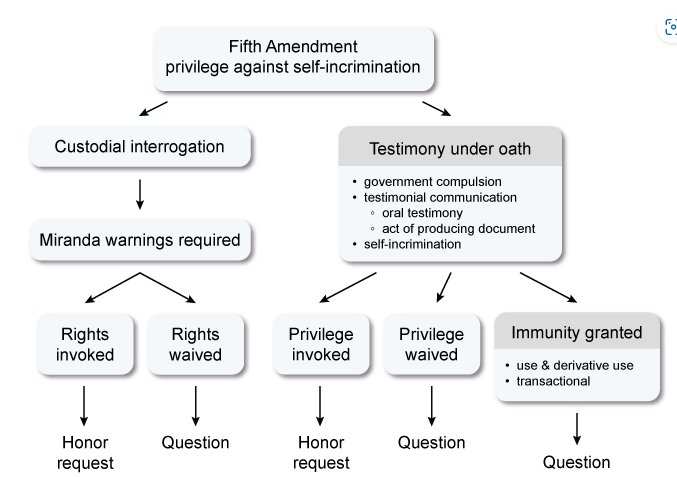 Fifth Amendment
privilege against self-incrimination
Custodial interrogation
Testimony under oath
• government compulsion
• testimonial communication
◦ oral testimony
◦ act of producing document
• self-incrimination
Miranda warnings required
Rights
invoked
Rights
waived
Privilege
invoked
Privilege
waived
Immunity granted
• use & derivative use
• transactional
Honor
request
Question
Honor
request
Question
Question